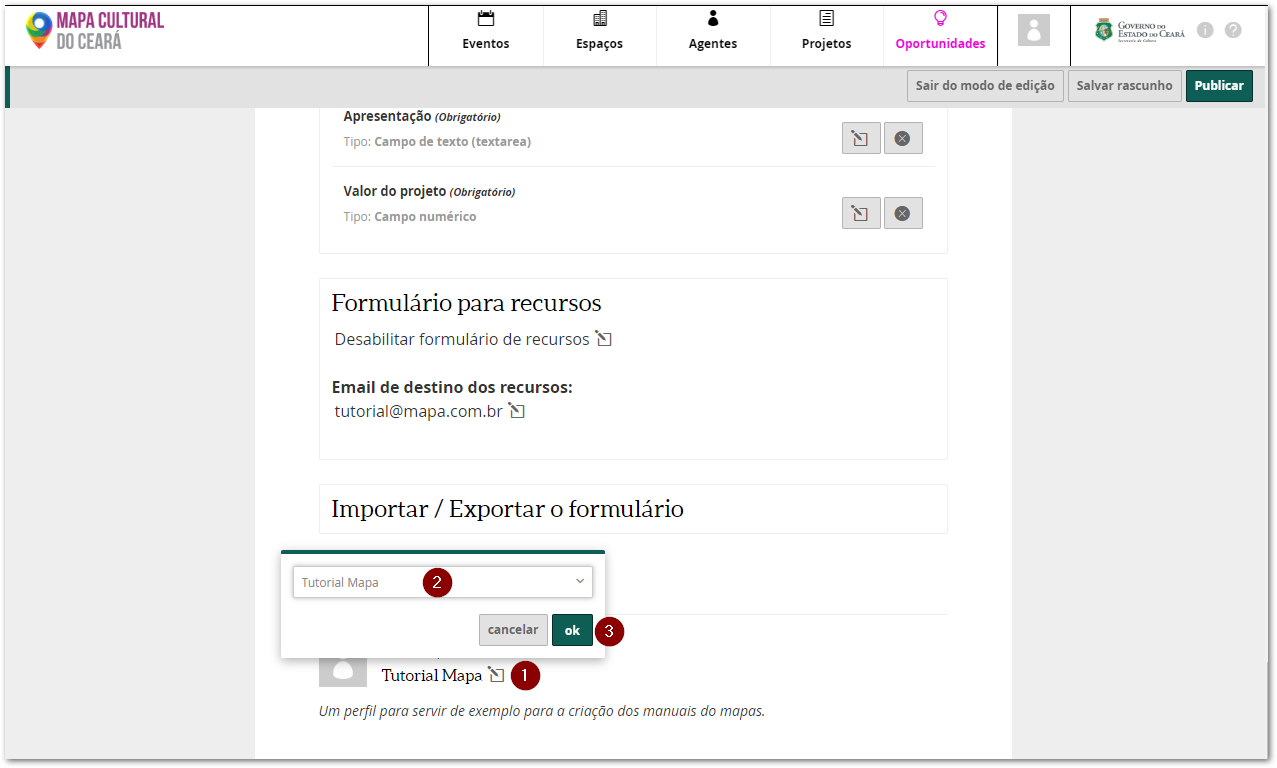 MAPA CULTURAL
DO CEARÁ
Eventos
Espaços
Agentes
Projetos
Oportunidades
GOVERNO DO
ESTADO DO CEARÁ
Secretaria da Cultura
i
?
Sair do modo de edição
Salvar rascunho
Publicar
Apresentação (Obrigatório)
Tipo: Campo de texto (textarea)
Valor do projeto (Obrigatório)
Tipo: Campo numérico
Formulário para recursos
Desabilitar formulário de recursos
Email de destino dos recursos:
tutorial@mapa.com.br
Importar / Exportar o formulário
Tutorial Mapa 2
cancelar
ok 3
Tutorial Mapa 1
Um perfil para servir de exemplo para a criação dos manuais do mapas.